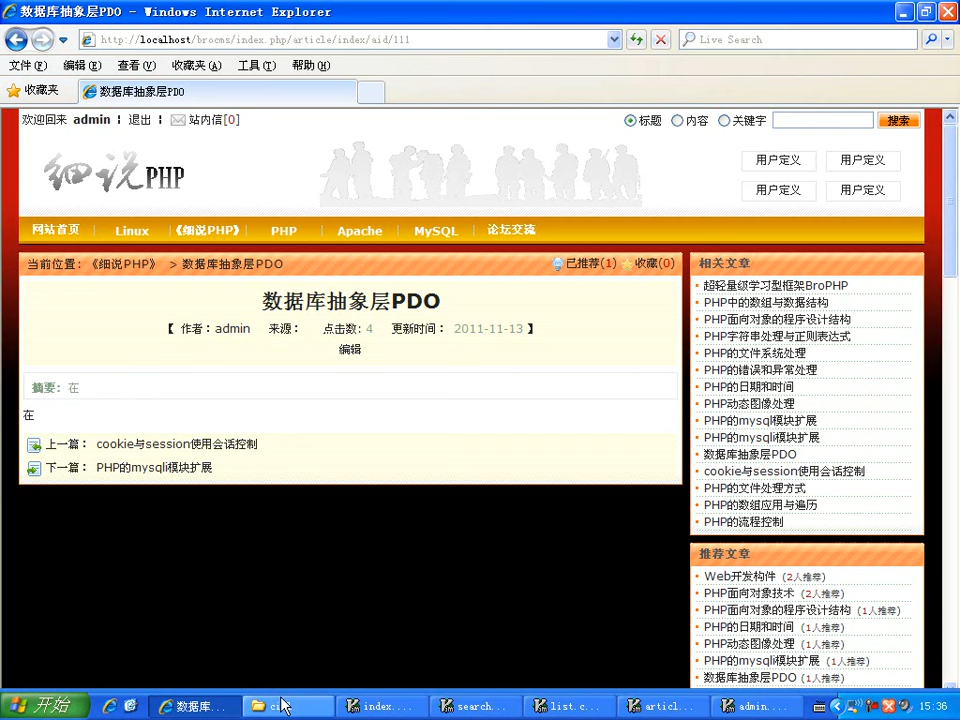 数据库抽象层PDO - Windows Internet Explorer
http://localhost/brocms/index.php/article/index/aid/111
Live Search
文件(F) 编辑(E) 查看(V) 收藏夹(A) 工具(T) 帮助(H)
收藏夹 数据库抽象层PDO
欢迎回来 admin | 退出 | 站内信[0]
标题 内容 关键字 搜索
细说PHP
用户定义 用户定义
用户定义 用户定义
网站首页 | Linux | 《细说PHP》 | PHP | Apache | MySQL | 论坛交流
当前位置: 《细说PHP》 > 数据库抽象层PDO 已推荐(1) 收藏(0)
数据库抽象层PDO
【 作者：admin 来源： 点击数: 4 更新时间： 2011-11-13 】
编辑
摘要: 在
在
上一篇： cookie与session使用会话控制
下一篇： PHP的mysqli模块扩展
相关文章
超轻量级学习型框架BroPHP
PHP中的数组与数据结构
PHP面向对象的程序设计结构
PHP字符串处理与正则表达式
PHP的文件系统处理
PHP的错误和异常处理
PHP的日期和时间
PHP动态图像处理
PHP的mysql模块扩展
PHP的mysqli模块扩展
数据库抽象层PDO
cookie与session使用会话控制
PHP的文件处理方式
PHP的数组应用与遍历
PHP的流程控制
推荐文章
Web开发构件 (2人推荐)
PHP面向对象技术 (2人推荐)
PHP面向对象的程序设计结构 (1人推荐)
PHP的日期和时间 (1人推荐)
PHP动态图像处理 (1人推荐)
PHP的mysql模块扩展 (1人推荐)
数据库抽象层PDO (1人推荐)
开始 数据库... index.... search... list.c... articl... admin.... 15:36